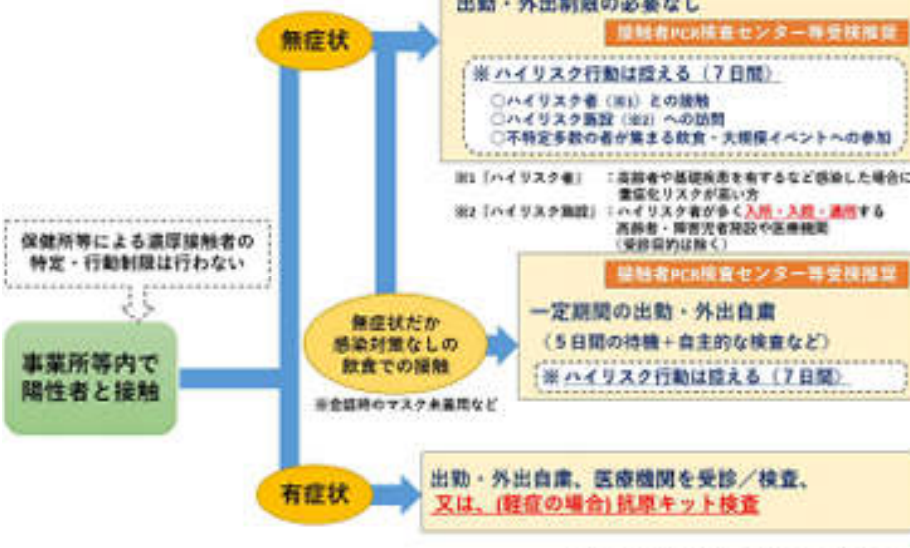 出勤・外出制限の必要なし
無症状
接触者PCR検査センター等受検推奨
※ ハイリスク行動は控える（７日間）
○ハイリスク者（※1）との接触
○ハイリスク施設（※2）への訪問
○不特定多数の者が集まる飲食・大規模イベントへの参加
※1「ハイリスク者」：高齢者や基礎疾患を有するなど感染した場合に
重症化リスクが高い方
※2「ハイリスク施設」：ハイリスク者が多く入所・入院・通所する
高齢者・障害児者施設や医療機関
（受診目的は除く）
保健所等による濃厚接触者の
特定・行動制限は行わない
事業所等内で
陽性者と接触
接触者PCR検査センター等受検推奨
無症状だか
感染対策なしの
飲食での接触
一定期間の出勤・外出自粛
（５日間の待機＋自主的な検査など）
※ ハイリスク行動は控える（７日間）
※会話時のマスク未着用など
有症状
出勤・外出自粛、医療機関を受診／検査、
又は、(軽症の場合) 抗原キット検査